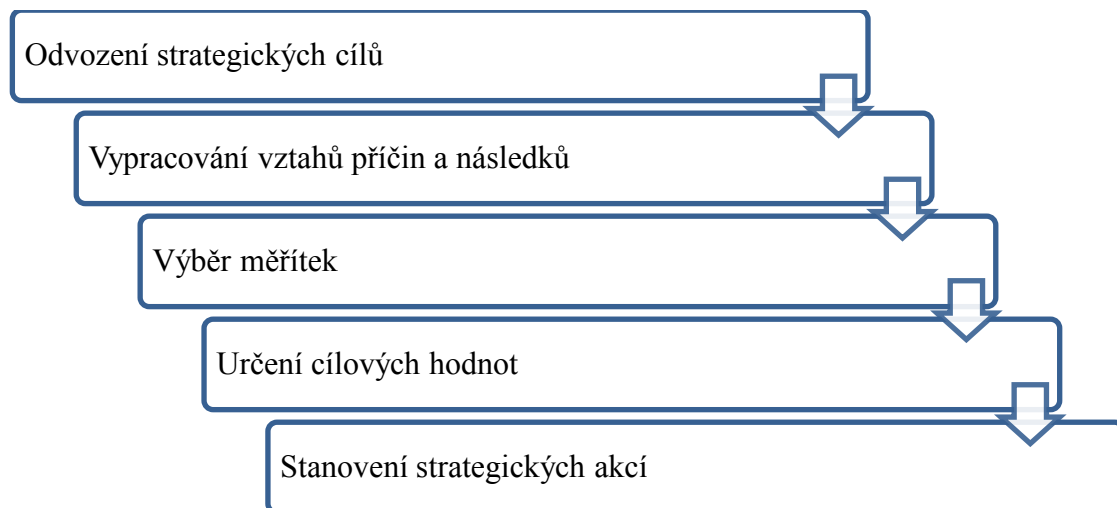 Odvození strategických cílů
Vypracování vztahů příčin a následků
Výběr měřítek
Určení cílových hodnot
Stanovení strategických akcí